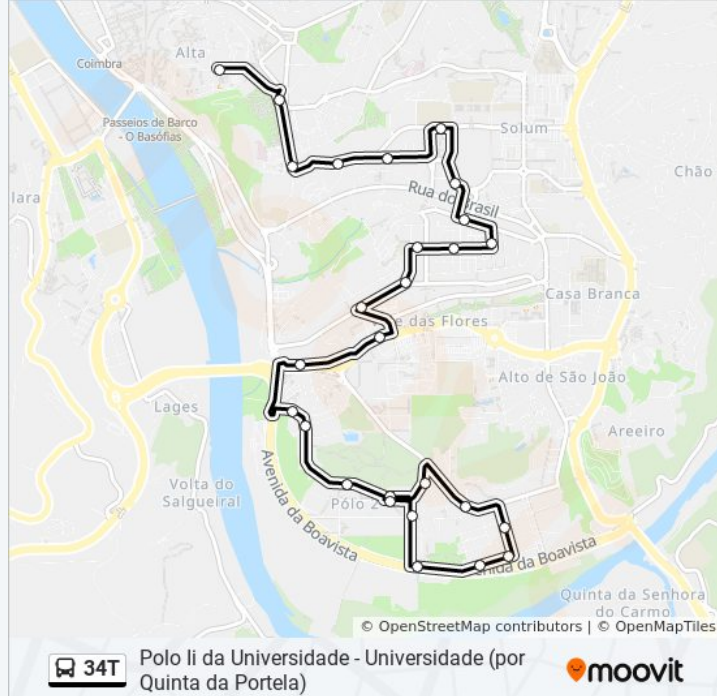 Alta
Coimbra
Passeios de Barco
- O Basófias
Solum
Chão
lara
Rua do Brasil
Casa Branca
e das Flores
Alto de São João
Lages
Areeiro
Volta do
Salgueiral
Avenida da Boavista
Pólo 2
enida da Boavista
Quinta da Senhora
do Carmo
© OpenStreetMap contributors | © OpenMapTiles
34T
Polo Ii da Universidade - Universidade (por
Quinta da Portela)
moovit